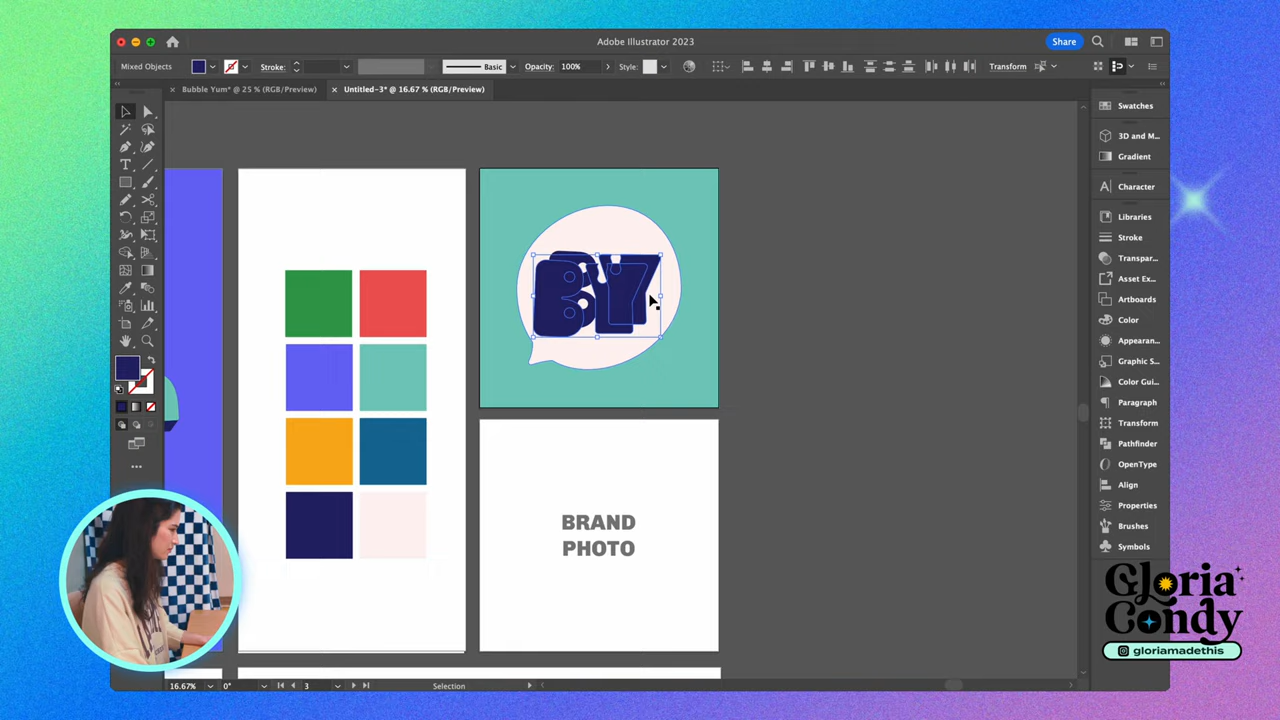 Adobe Illustrator 2023
Share
Mixed Objects
Stroke:
Basic
Opacity:
100%
Style:
Transform
Bubble Yum* @ 25 % (RGB/Preview)
Untitled-3* @ 16.67 % (RGB/Preview)
Swatches
3D and M...
Gradient
Character
Libraries
Stroke
Transpar...
Asset Ex...
Artboards
Color
Appearan...
Graphic S...
Color Gui...
Paragraph
Transform
Pathfinder
OpenType
Align
Properties
Brushes
Symbols
BY
BRAND
PHOTO
16.67%
0°
3
Selection
Gloria
Condy
gloriamadethis